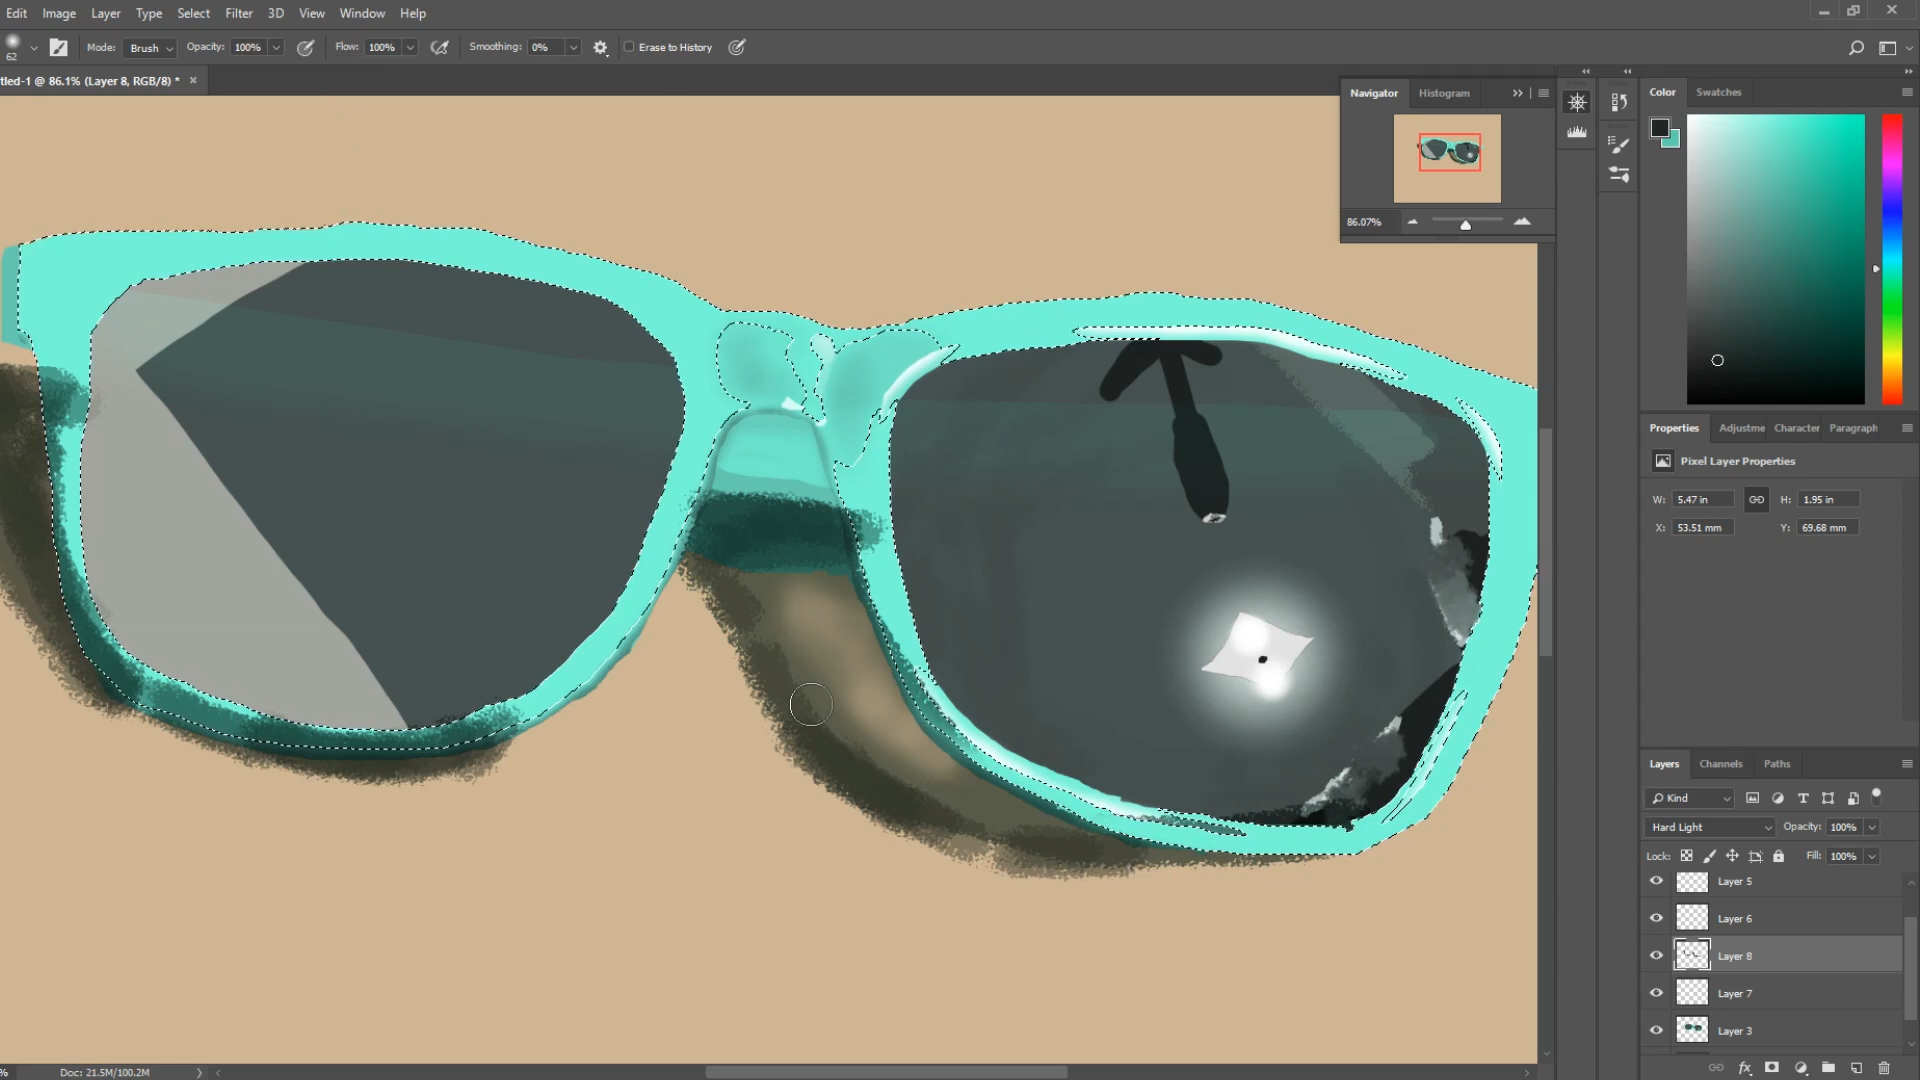 Edit Image Layer Type Select Filter 3D View Window Help
62 Mode: Brush Opacity: 100% Flow: 100% Smoothing: 0% Erase to History
tled-1 @ 86.1% (Layer 8, RGB/8) *
Navigator Histogram
86.07%
Color Swatches
Properties Adjustme Character Paragraph
Pixel Layer Properties
W: 5.47 in H: 1.95 in
X: 53.51 mm Y: 69.68 mm
Layers Channels Paths
Kind
Hard Light Opacity: 100%
Lock: Fill: 100%
Layer 5
Layer 6
Layer 8
Layer 7
Layer 3
fx
% Doc: 21.5M/100.2M